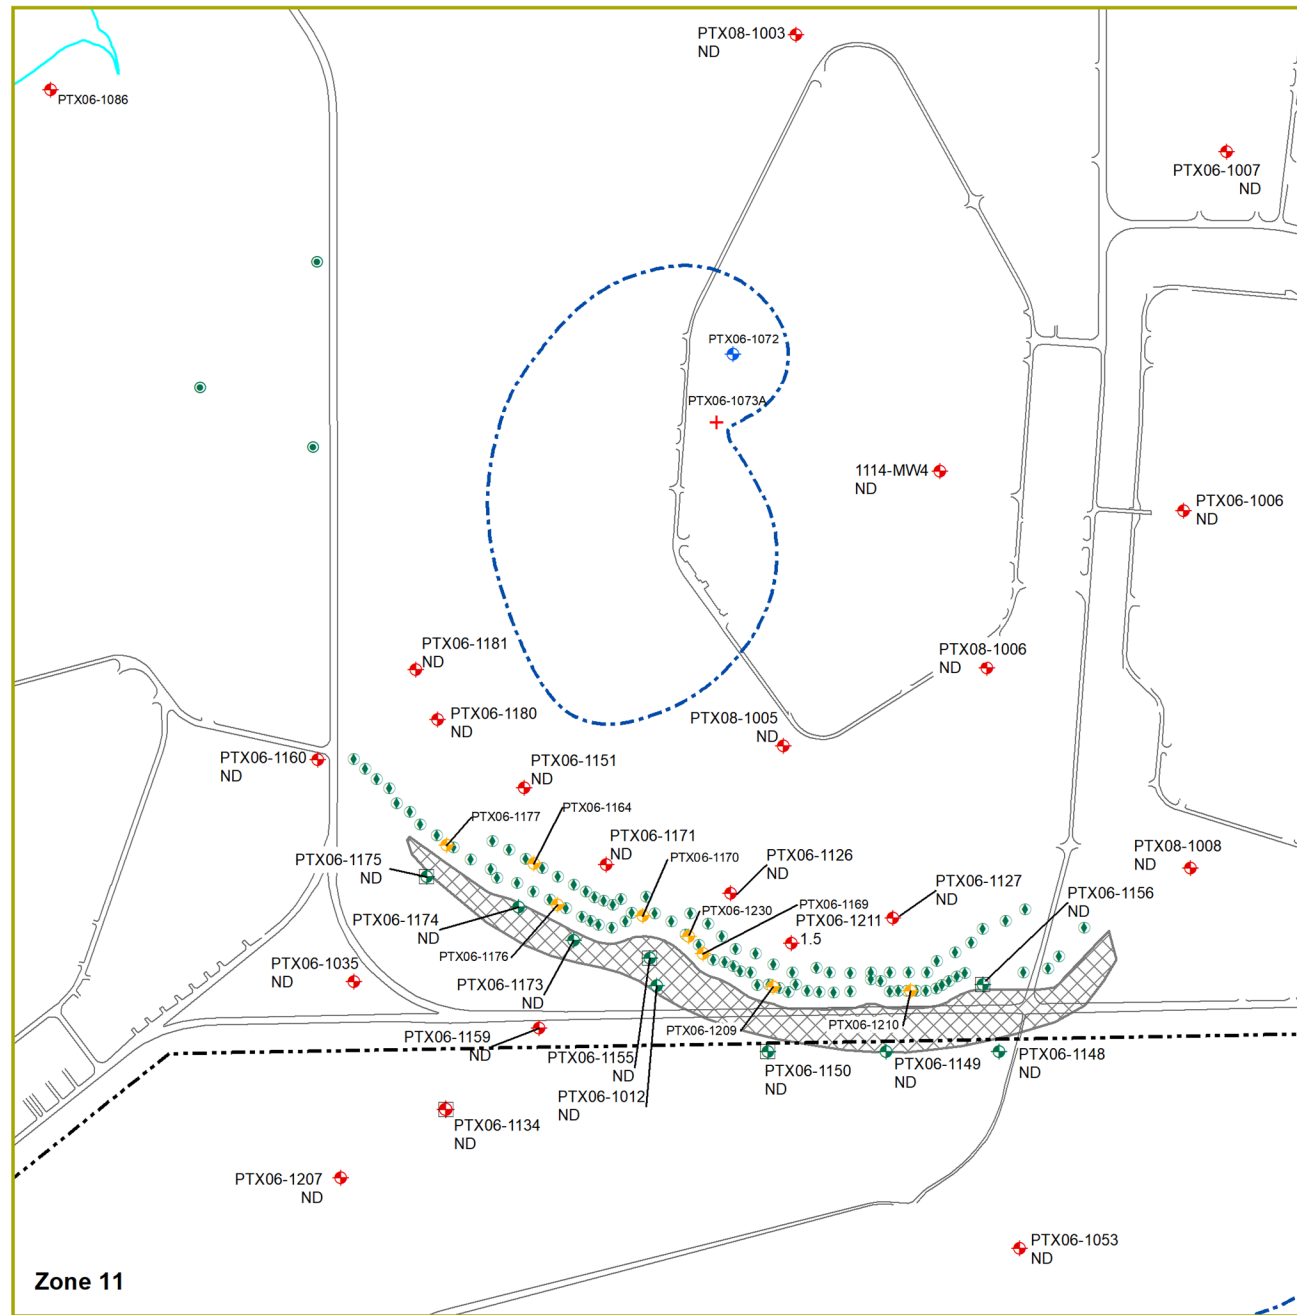 PTX08-1003
ND
PTX06-1086
PTX06-1007
ND
PTX06-1072
PTX06-1073A
1114-MW4
ND
PTX06-1006
ND
PTX06-1181
ND
PTX08-1006
ND
PTX06-1180
ND
PTX08-1005
ND
PTX06-1160
ND
PTX06-1151
ND
PTX06-1177
PTX06-1164
PTX06-1171
ND
PTX06-1170
PTX06-1126
ND
PTX08-1008
ND
PTX06-1175
ND
PTX06-1127
ND
PTX06-1156
ND
PTX06-1169
PTX06-1230
PTX06-1211
1.5
PTX06-1174
ND
PTX06-1176
PTX06-1035
ND
PTX06-1173
ND
PTX06-1209
PTX06-1210
PTX06-1159
ND
PTX06-1155
ND
PTX06-1150
ND
PTX06-1149
ND
PTX06-1148
ND
PTX06-1012
ND
PTX06-1134
ND
PTX06-1207
ND
PTX06-1053
ND
Zone 11